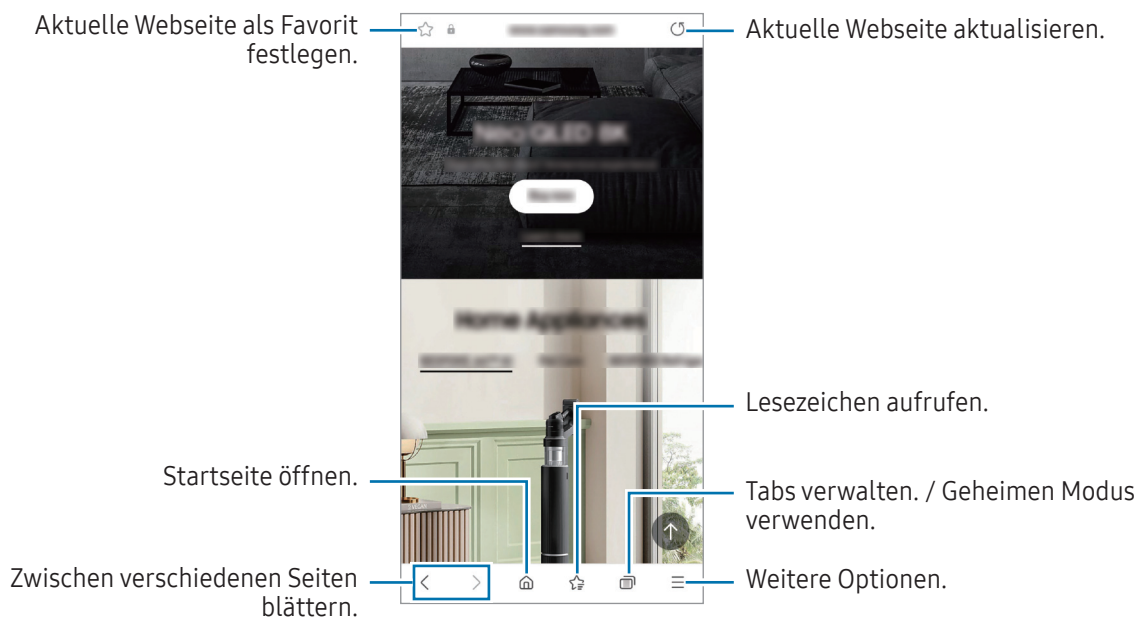 Aktuelle Webseite als Favorit
festlegen.
Aktuelle Webseite aktualisieren.
Lesezeichen aufrufen.
Startseite öffnen.
Tabs verwalten. / Geheimen Modus
verwenden.
Zwischen verschiedenen Seiten
blättern.
Weitere Optionen.